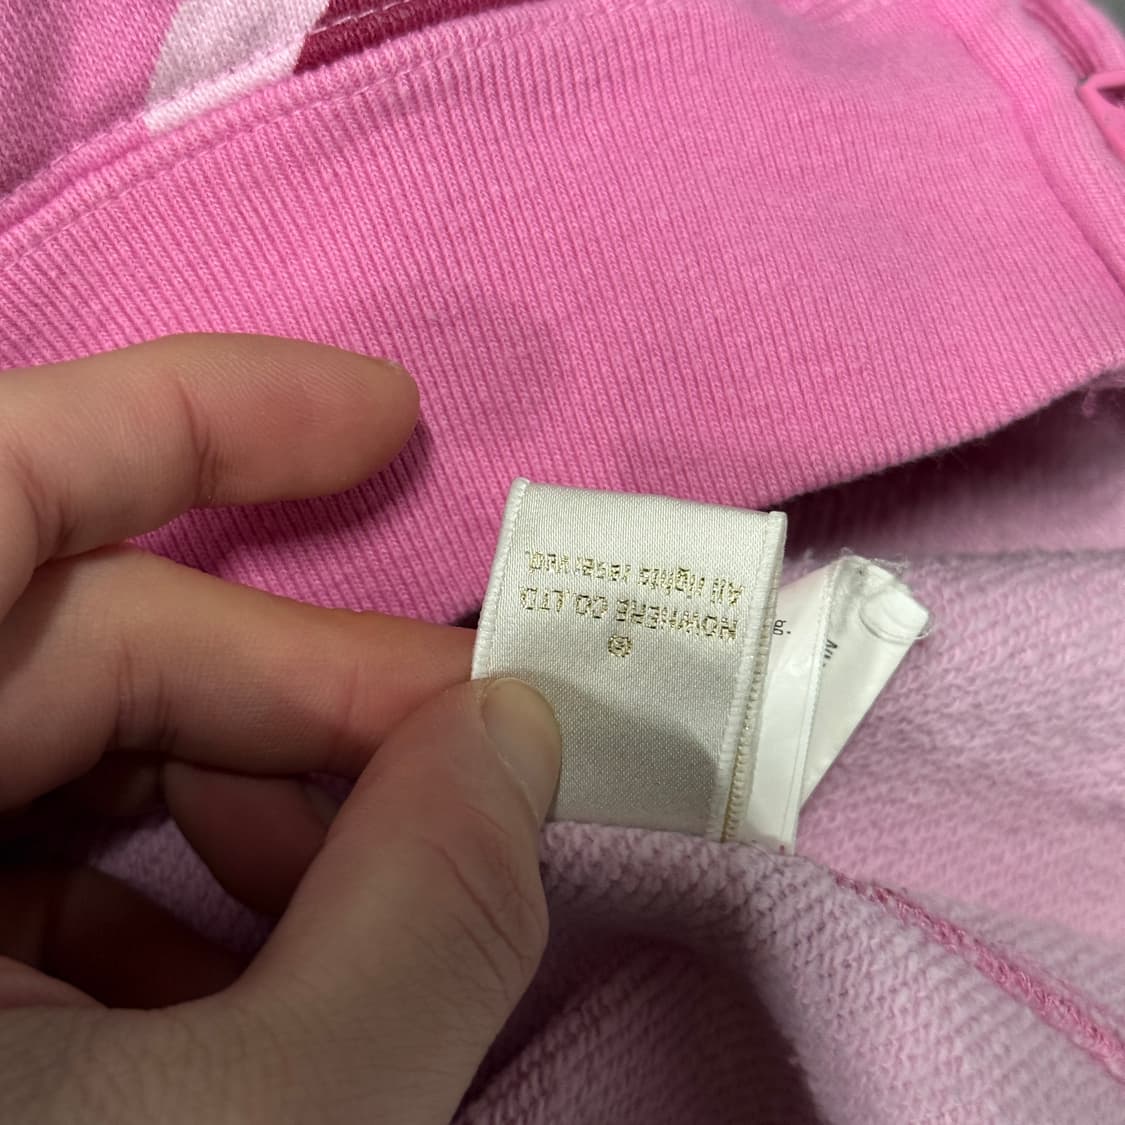 ©
NOWHERE CO.,LTD
All rights reserved.
g.